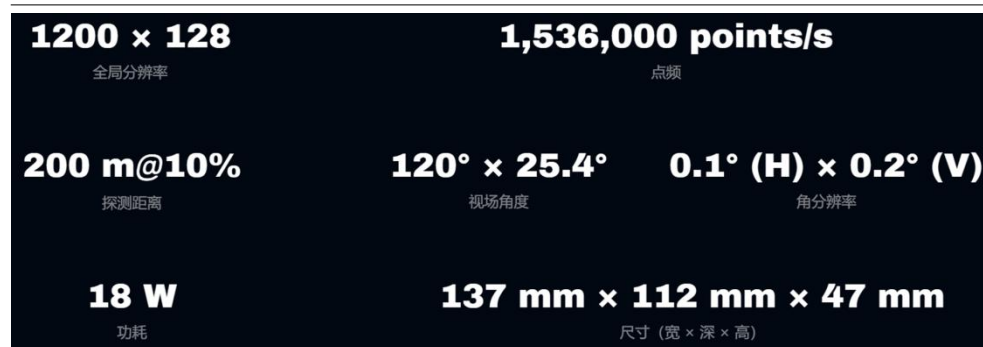 1200 × 128
1,536,000 points/s
全局分辨率
点频
200 m@10%
120° × 25.4°
0.1° (H) × 0.2° (V)
探测距离
视场角度
角分辨率
18 W
137 mm × 112 mm × 47 mm
功耗
尺寸 (宽 × 深 × 高)